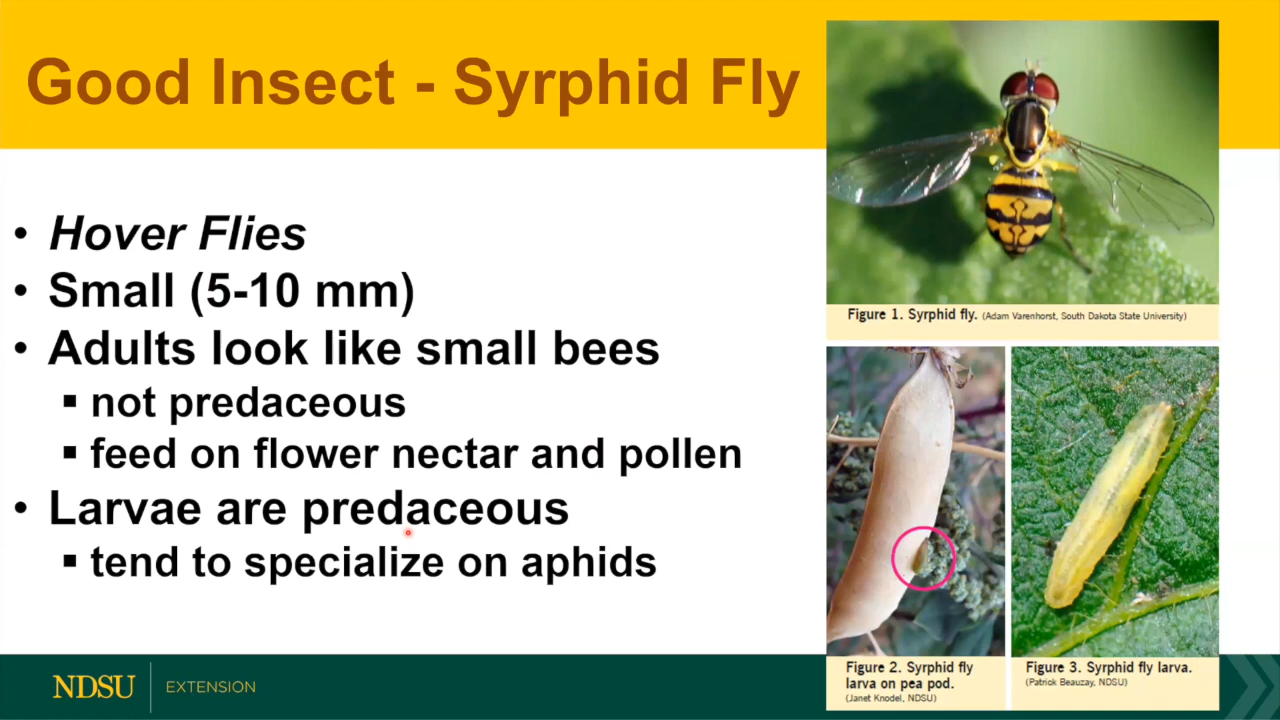 Good Insect - Syrphid Fly
• Hover Flies
• Small (5-10 mm)
• Adults look like small bees
▪ not predaceous
▪ feed on flower nectar and pollen
• Larvae are predaceous
▪ tend to specialize on aphids
Figure 1. Syrphid fly. (Adam Varenhorst, South Dakota State University)
Figure 2. Syrphid fly
larva on pea pod.
(Janet Knodel, NDSU)
Figure 3. Syrphid fly larva.
(Patrick Beauzay, NDSU)
NDSU EXTENSION